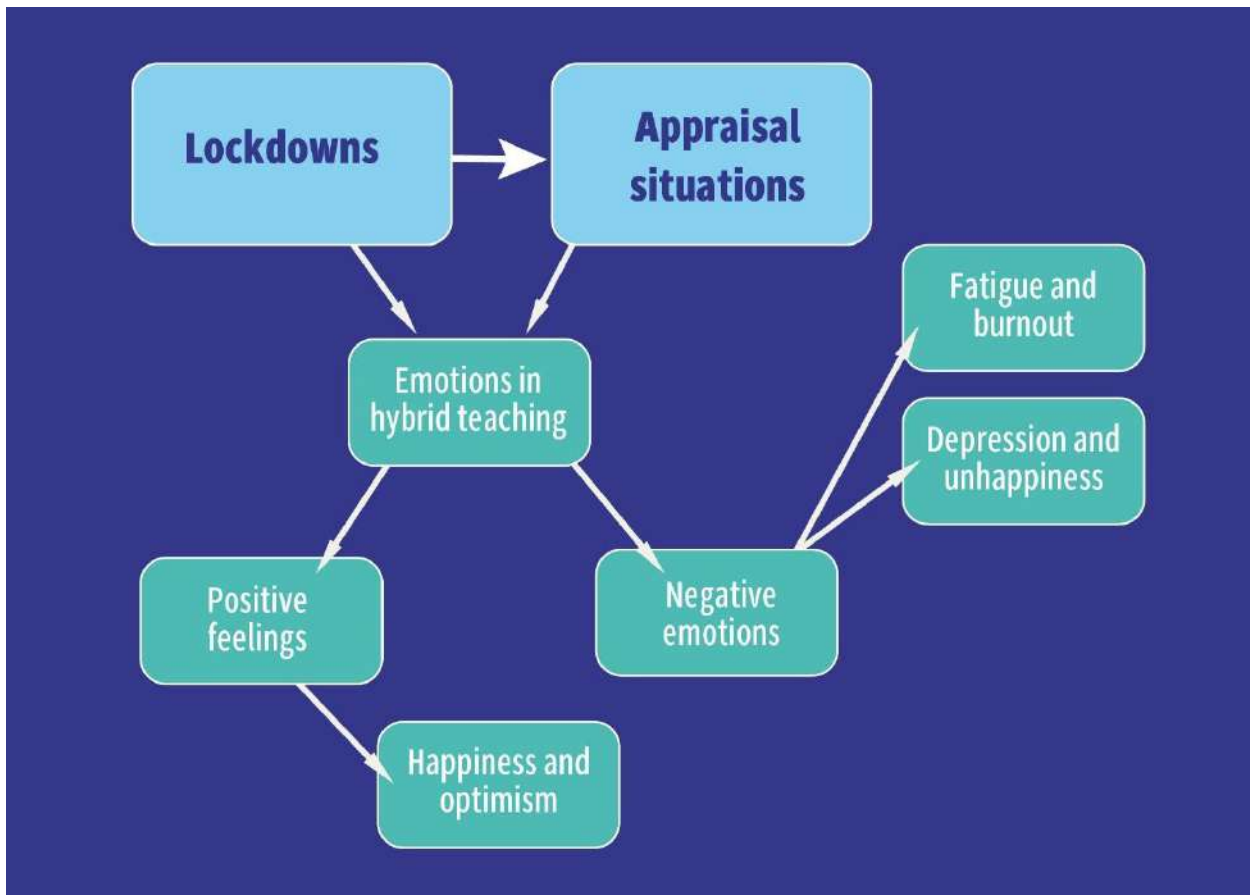 Lockdowns
Appraisal
situations
Fatigue and
burnout
Emotions in
hybrid teaching
Depression and
unhappiness
Positive
feelings
Negative
emotions
Happiness and
optimism